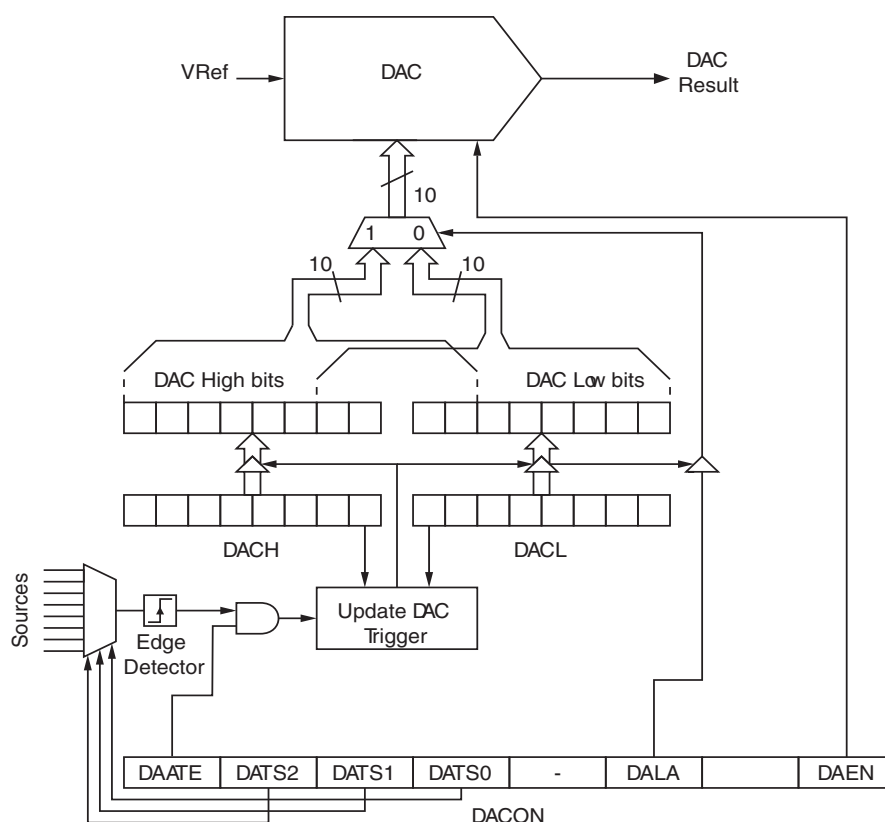 VRef
DAC
DAC
Result
10
1 0
10
10
DAC High bits
DAC Low bits
DACH
DACL
Sources
Edge
Detector
Update DAC
Trigger
DAATE
DATS2
DATS1
DATS0
-
DALA
DAEN
DACON